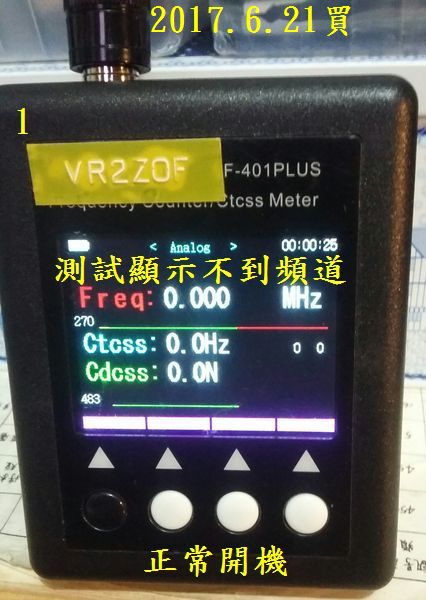 2017.6.21買
1
VR2ZOF F-401PLUS
equency Counter/Ctcss Meter
< Analog > 00:00:25
測試顯示不到頻道
Freq: 0.000 MHz
270
Ctcss: 0.0Hz 0 0
Cdcss: 0.0N
483
正常開機